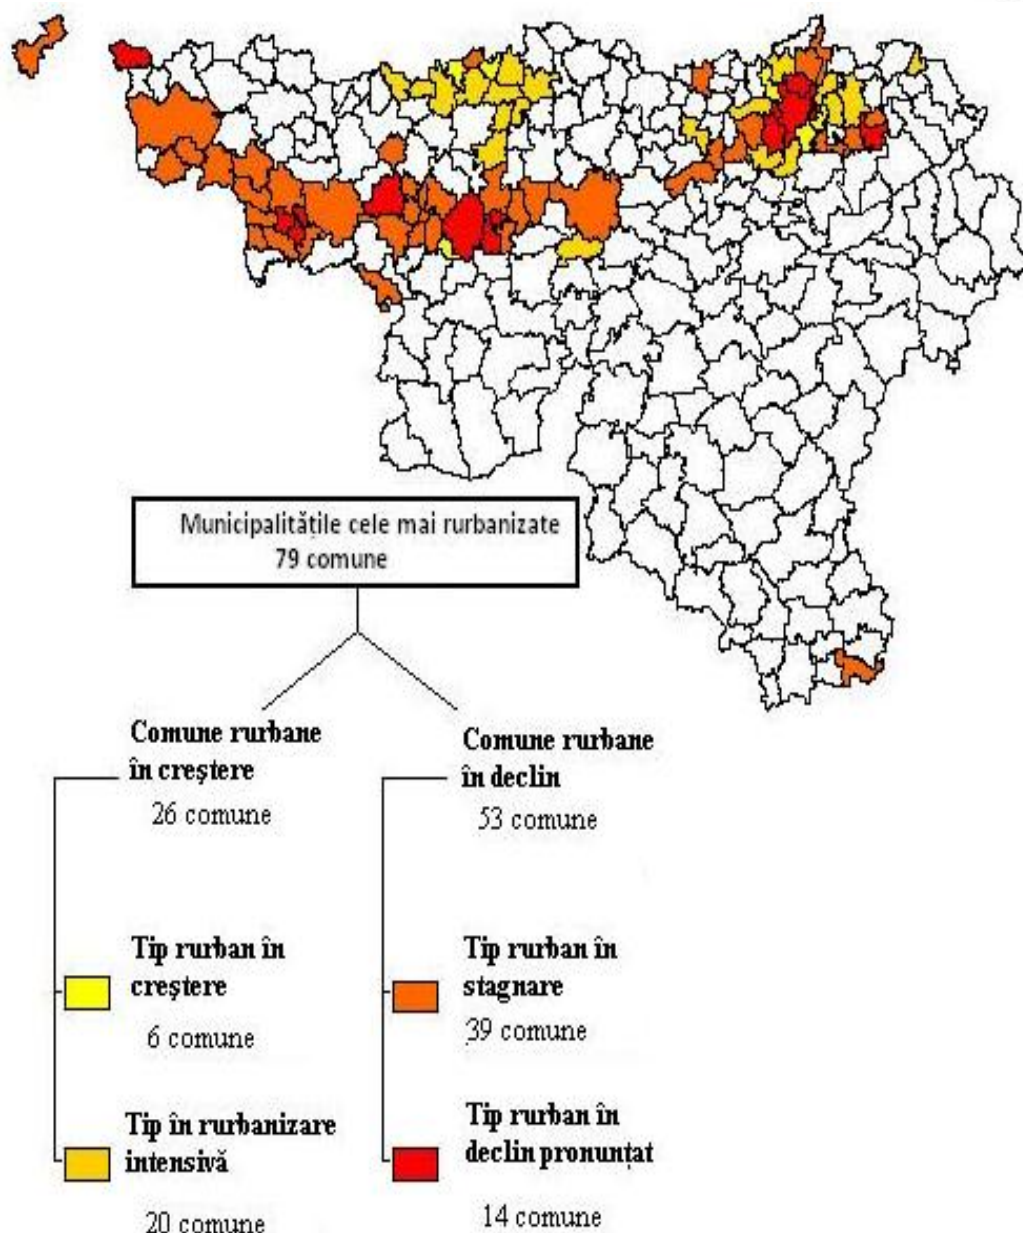 Municipalitățile cele mai rurbanizate
79 comune
Comune rurbane
în creştere
26 comune
Comune rurbane
în declin
53 comune
Tip rurban în
creştere
6 comune
Tip în rurbanizare
intensivă
20 comune
Tip rurban în
stagnare
39 comune
Tip rurban în
declin pronunțat
14 comune